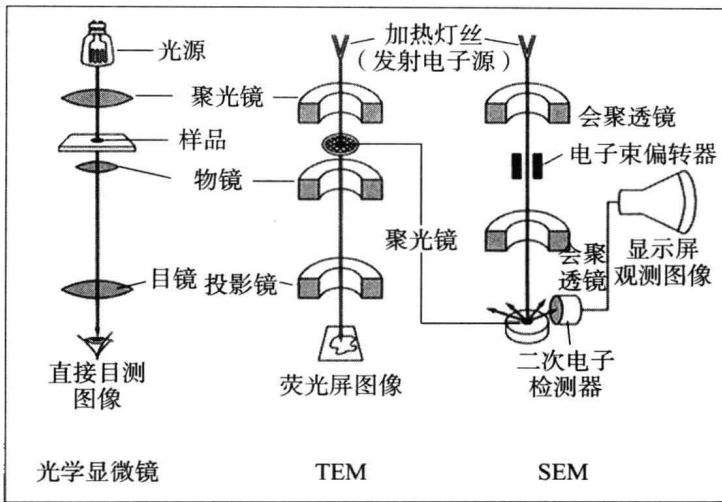 光源
聚光镜
样品
物镜
目镜
直接目测
图像
光学显微镜
加热灯丝
（发射电子源）
投影镜
荧光屏图像
TEM
聚光镜
会聚透镜
电子束偏转器
会聚
透镜
显示屏
观测图像
二次电子
检测器
SEM